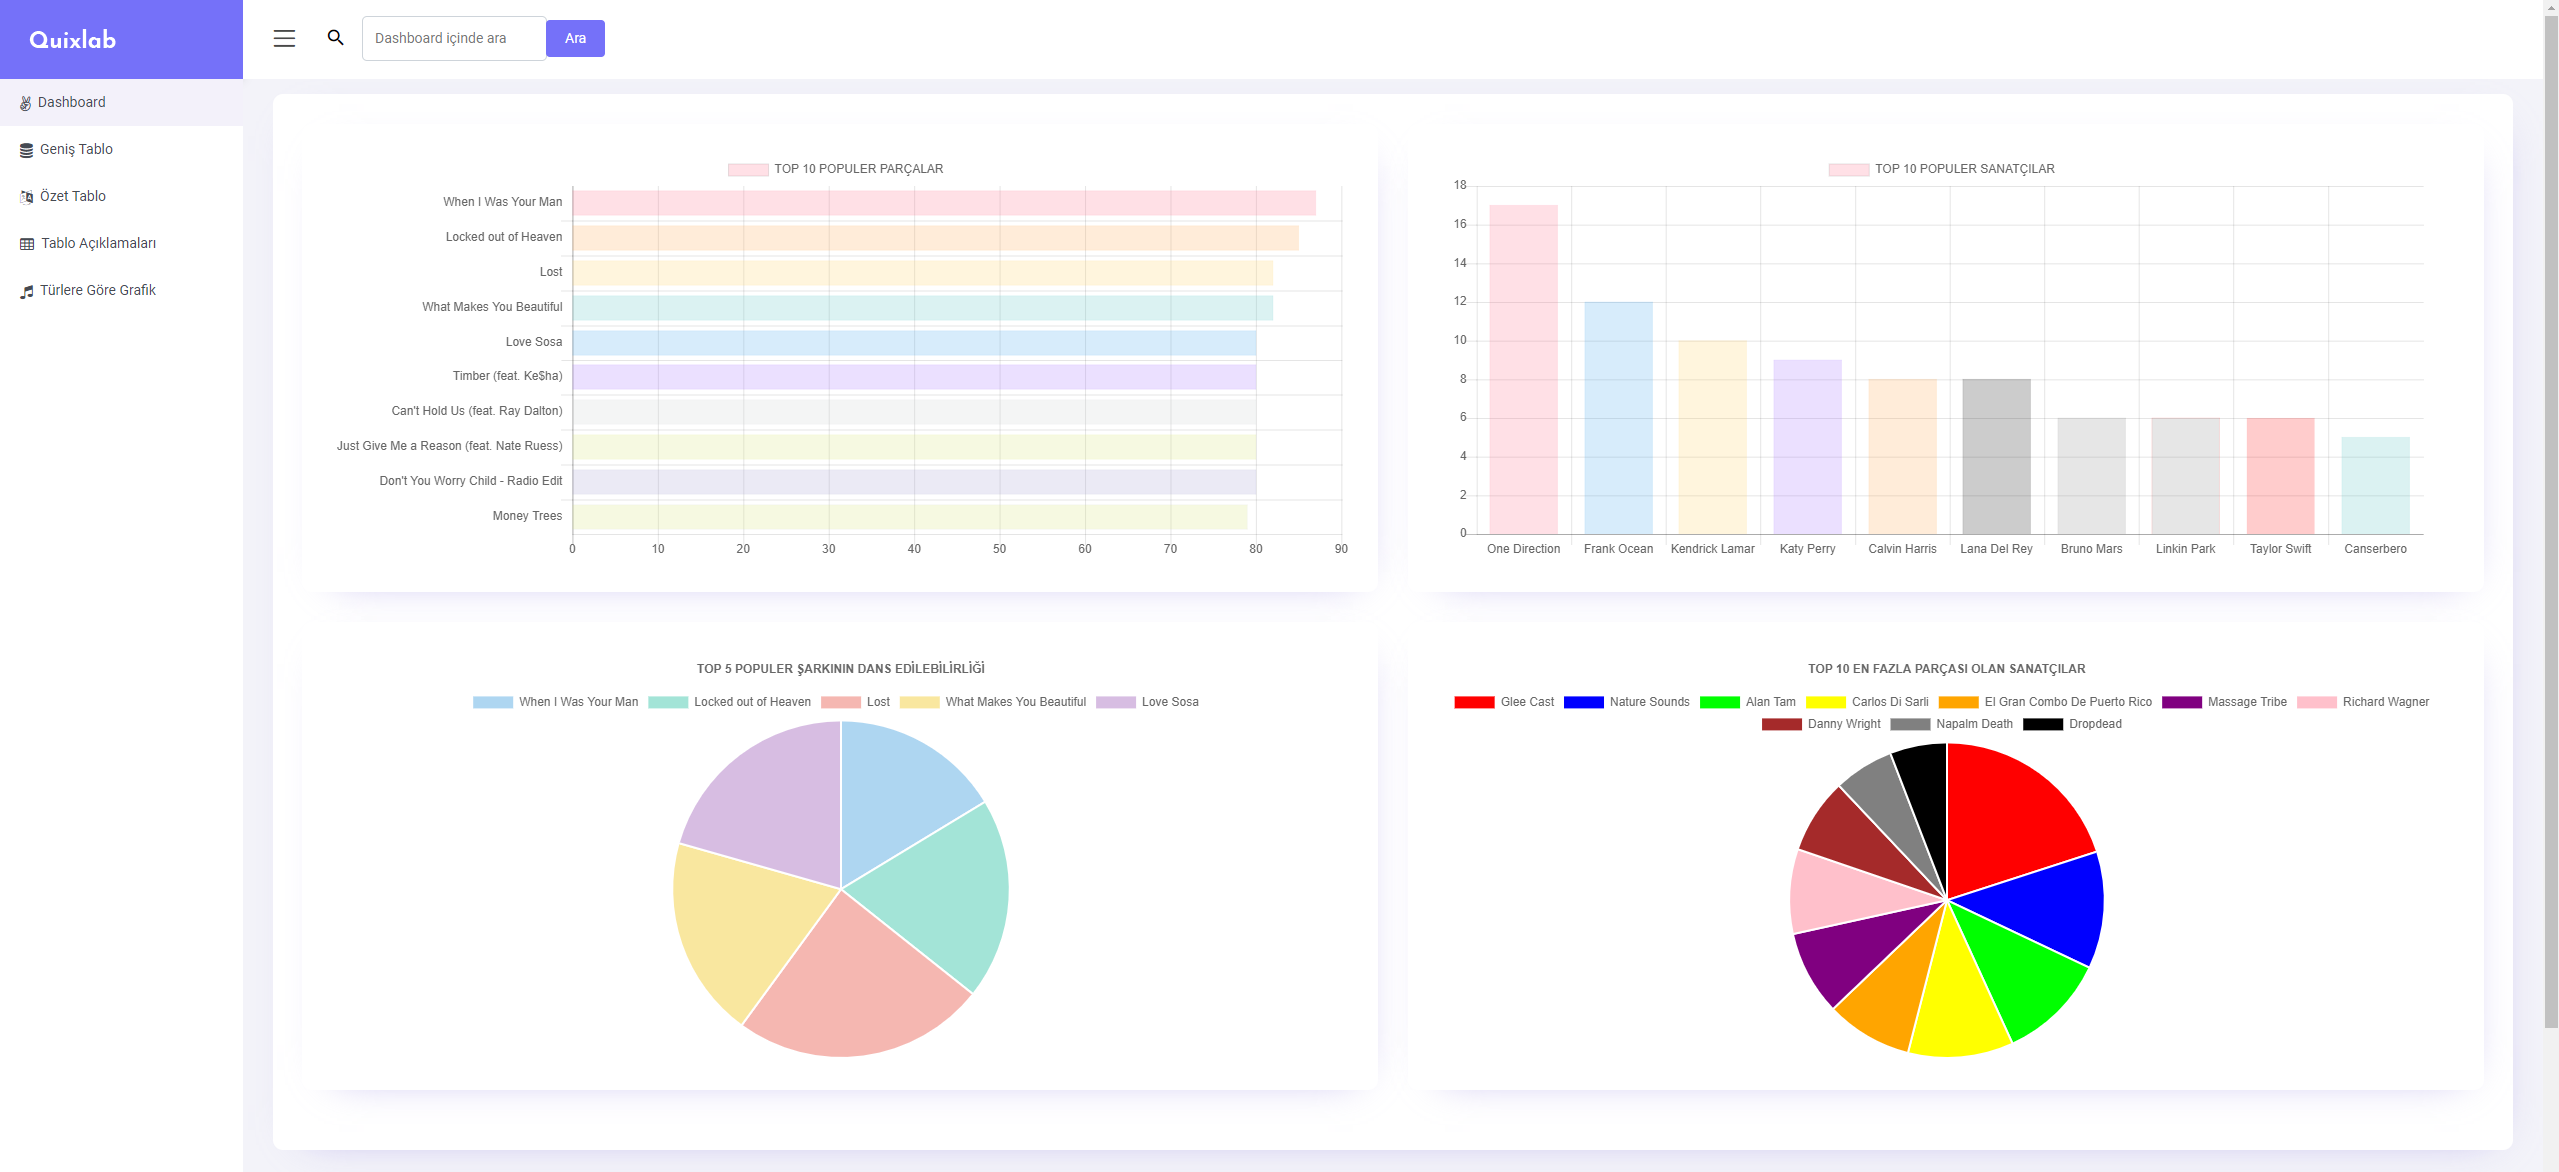 Quixlab
Dashboard içinde ara
Ara
Dashboard
Geniş Tablo
Özet Tablo
Tablo Açıklamaları
Türlere Göre Grafik
TOP 10 POPULER PARÇALAR
When I Was Your Man
Locked out of Heaven
Lost
What Makes You Beautiful
Love Sosa
Timber (feat. Ke$ha)
Can't Hold Us (feat. Ray Dalton)
Just Give Me a Reason (feat. Nate Ruess)
Don't You Worry Child - Radio Edit
Money Trees
0 10 20 30 40 50 60 70 80 90
TOP 10 POPULER SANATÇILAR
18
16
14
12
10
8
6
4
2
0
One Direction Frank Ocean Kendrick Lamar Katy Perry Calvin Harris Lana Del Rey Bruno Mars Linkin Park Taylor Swift Canserbero
TOP 5 POPULER ŞARKININ DANS EDİLEBİLİRLİĞİ
When I Was Your Man Locked out of Heaven Lost What Makes You Beautiful Love Sosa
TOP 10 EN FAZLA PARÇASI OLAN SANATÇILAR
Glee Cast Nature Sounds Alan Tam Carlos Di Sarli El Gran Combo De Puerto Rico Massage Tribe Richard Wagner
Danny Wright Napalm Death Dropdead